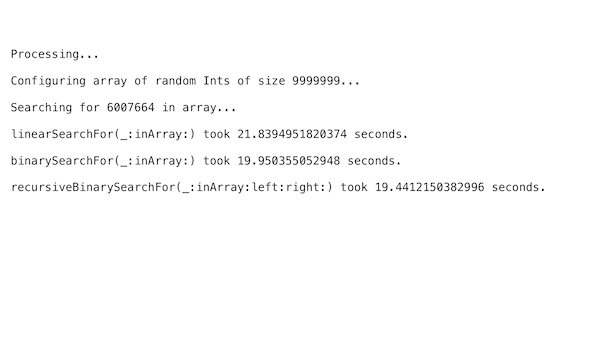 Processing...
Configuring array of random Ints of size 9999999...
Searching for 6007664 in array...
linearSearchFor(_:inArray:) took 21.8394951820374 seconds.
binarySearchFor(_:inArray:) took 19.950355052948 seconds.
recursiveBinarySearchFor(_:inArray:left:right:) took 19.4412150382996 seconds.